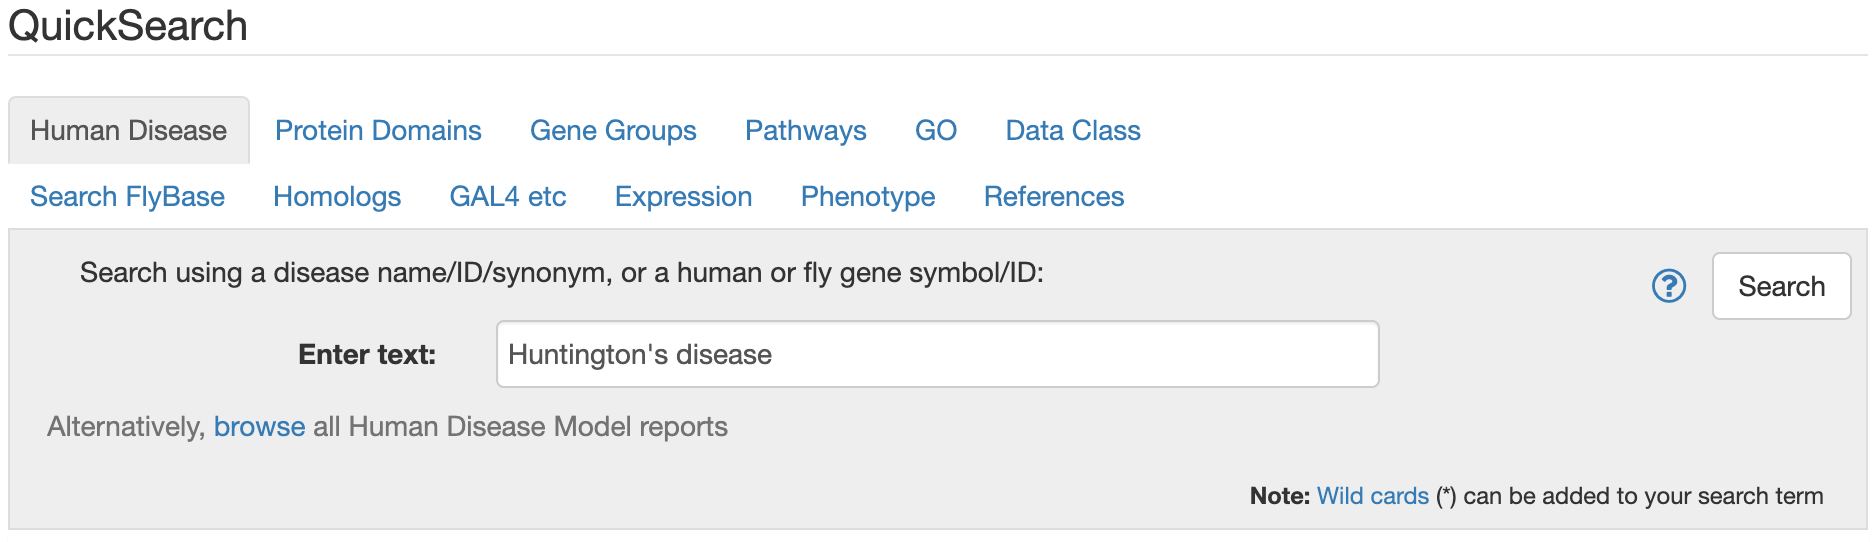 QuickSearch
Human Disease Protein Domains Gene Groups Pathways GO Data Class
Search FlyBase Homologs GAL4 etc Expression Phenotype References
Search using a disease name/ID/synonym, or a human or fly gene symbol/ID:
? Search
Enter text: Huntington's disease
Alternatively, browse all Human Disease Model reports
Note: Wild cards (*) can be added to your search term